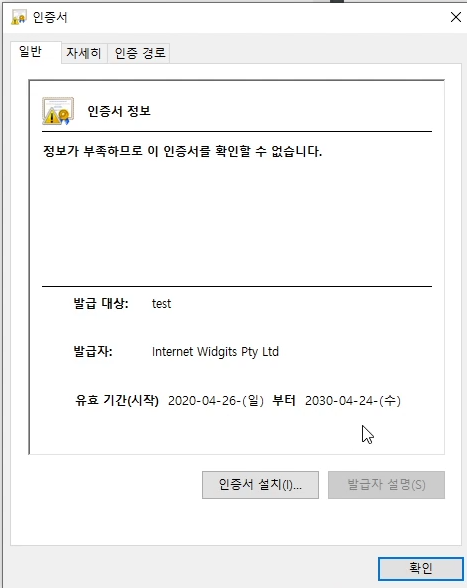 인증서
일반 자세히 인증 경로
인증서 정보
정보가 부족하므로 이 인증서를 확인할 수 없습니다.
발급 대상: test
발급자: Internet Widgits Pty Ltd
유효 기간(시작) 2020-04-26-(일) 부터 2030-04-24-(수)
인증서 설치(I)... 발급자 설명(S)
확인